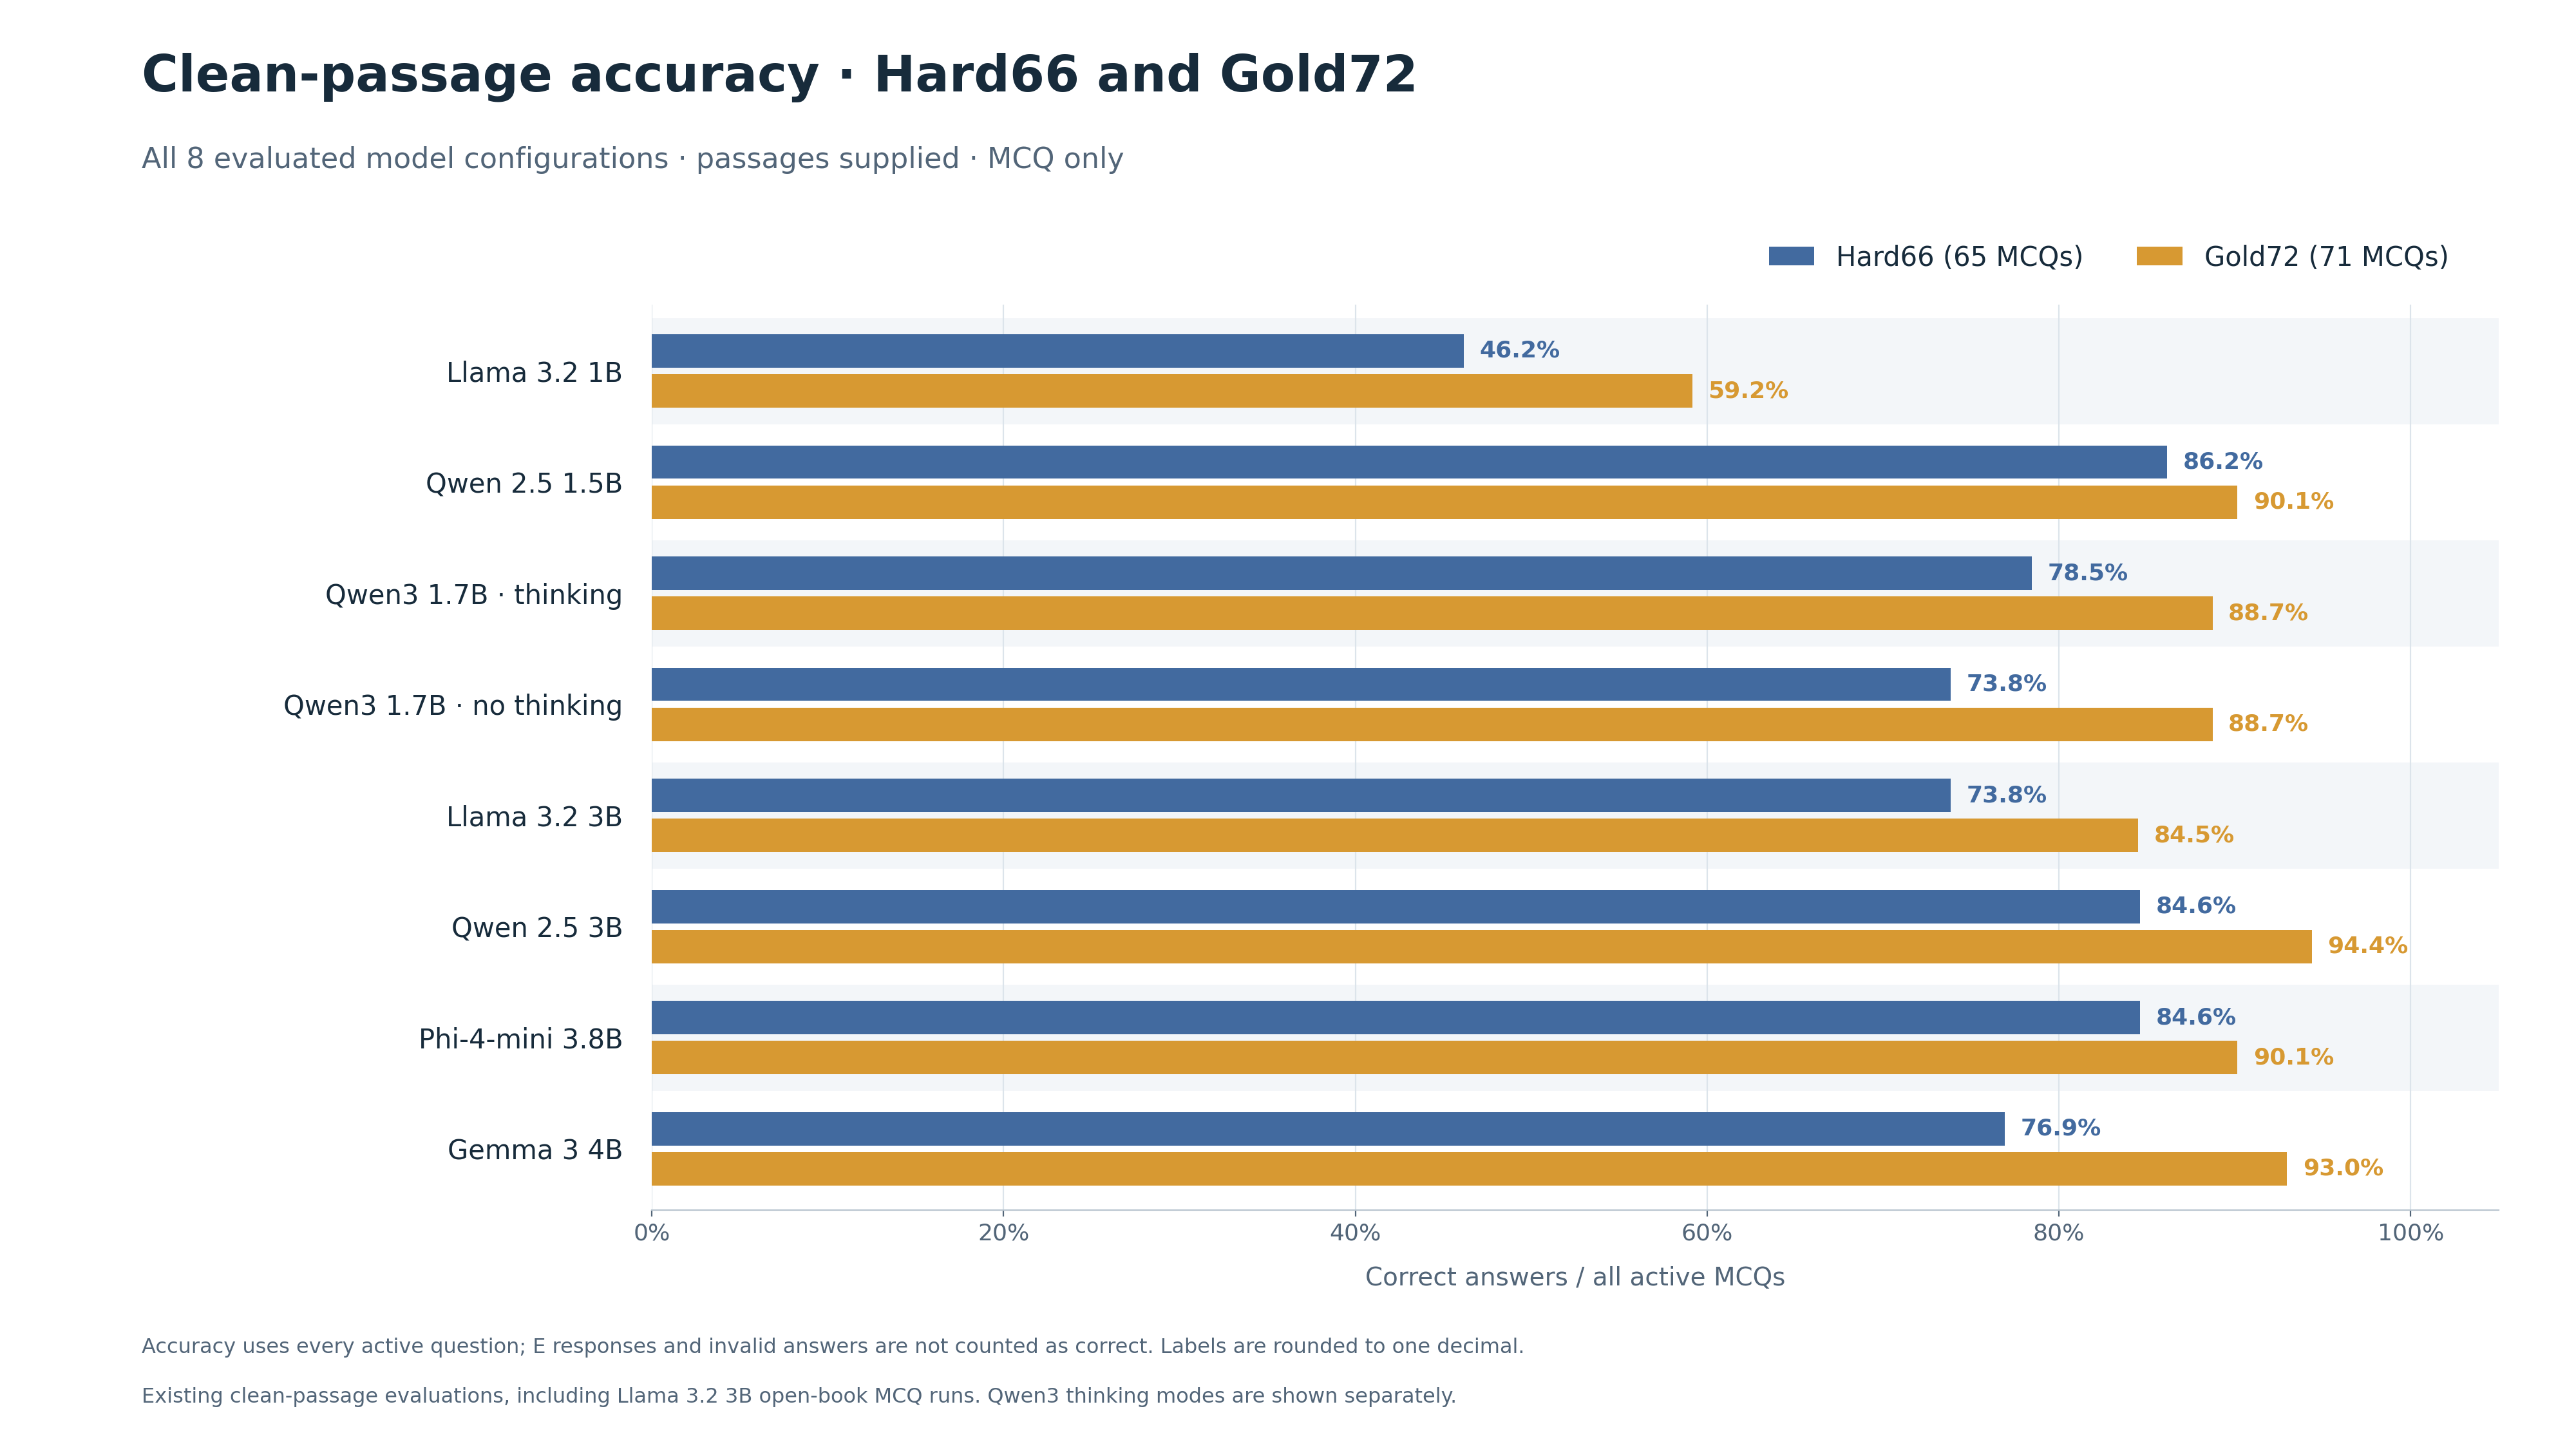 Clean-passage accuracy · Hard66 and Gold72
All 8 evaluated model configurations · passages supplied · MCQ only
Hard66 (65 MCQs)
Gold72 (71 MCQs)
Llama 3.2 1B
46.2%
59.2%
Qwen 2.5 1.5B
86.2%
90.1%
Qwen3 1.7B · thinking
78.5%
88.7%
Qwen3 1.7B · no thinking
73.8%
88.7%
Llama 3.2 3B
73.8%
84.5%
Qwen 2.5 3B
84.6%
94.4%
Phi-4-mini 3.8B
84.6%
90.1%
Gemma 3 4B
76.9%
93.0%
0% 20% 40% 60% 80% 100%
Correct answers / all active MCQs
Accuracy uses every active question; E responses and invalid answers are not counted as correct. Labels are rounded to one decimal.
Existing clean-passage evaluations, including Llama 3.2 3B open-book MCQ runs. Qwen3 thinking modes are shown separately.